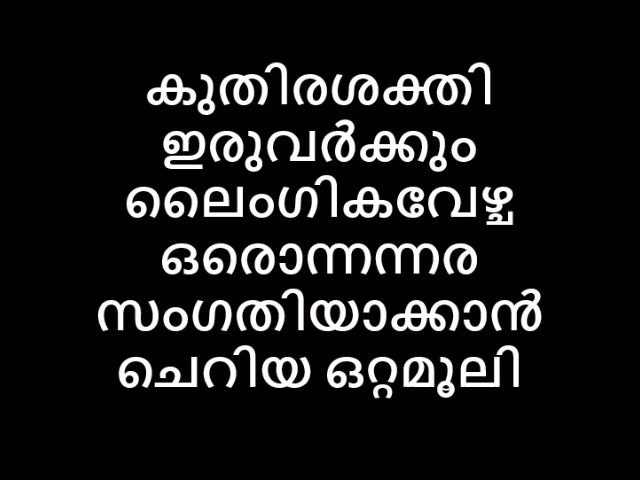 കുതിരശക്തി
ഇരുവർക്കും
ലൈംഗികവേഴ്ച
ഒരൊന്നന്നര
സംഗതിയാക്കാൻ
ചെറിയ ഒറ്റമൂലി